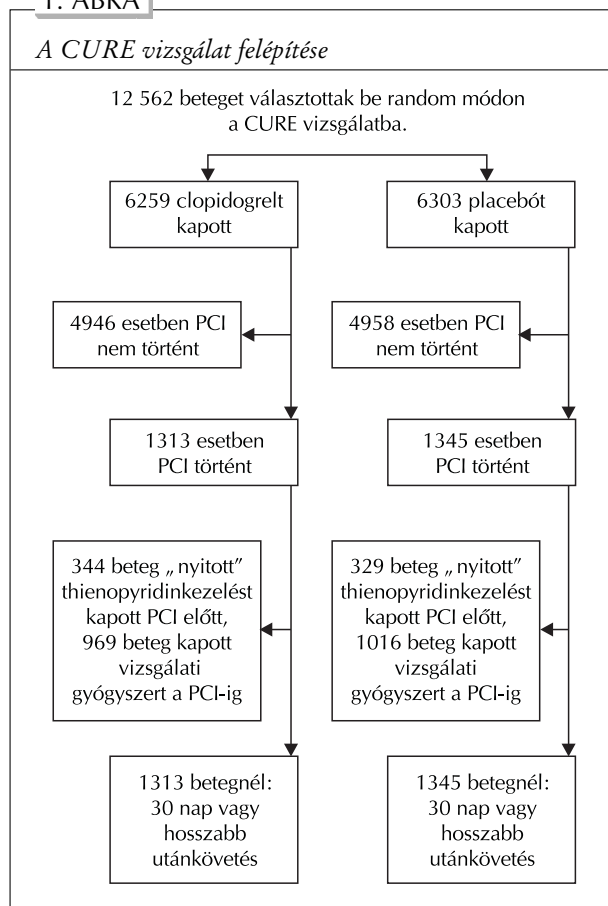 1. ÁBRA
A CURE vizsgálat felépítése
12 562 beteget választottak be random módon
a CURE vizsgálatba.
6259 clopidogrelt
kapott
6303 placebót
kapott
4946 esetben PCI
nem történt
4958 esetben PCI
nem történt
1313 esetben
PCI történt
1345 esetben
PCI történt
344 beteg „nyitott”
thienopyridinkezelést
kapott PCI előtt,
969 beteg kapott
vizsgálati
gyógyszert a PCI-ig
329 beteg „nyitott”
thienopyridinkezelést
kapott PCI előtt,
1016 beteg kapott
vizsgálati
gyógyszert a PCI-ig
1313 betegnél:
30 nap vagy
hosszabb
utánkövetés
1345 betegnél:
30 nap vagy
hosszabb
utánkövetés